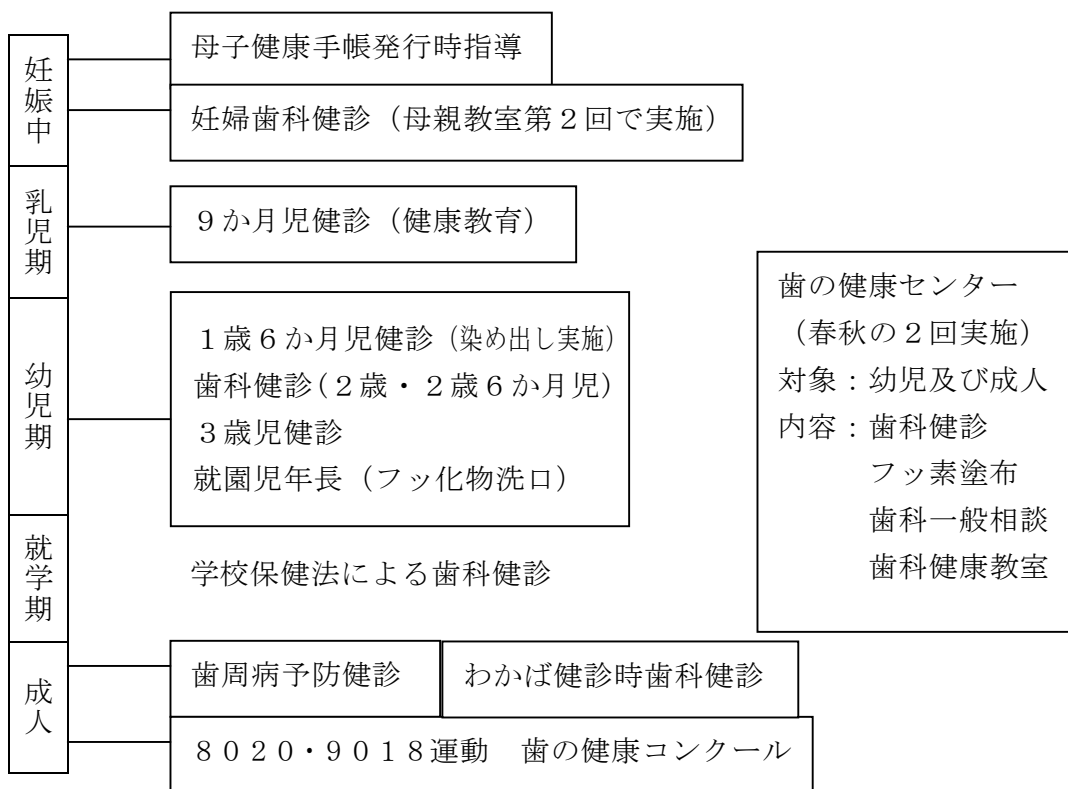 妊娠中
母子健康手帳発行時指導
妊婦歯科健診（母親教室第２回で実施）
乳児期
９か月児健診（健康教育）
幼児期
１歳６か月児健診（染め出し実施）
歯科健診（２歳・２歳６か月児）
３歳児健診
就園児年長（フッ化物洗口）
就学期
学校保健法による歯科健診
成人
歯周病予防健診
わかば健診時歯科健診
８０２０・９０１８運動　歯の健康コンクール
歯の健康センター
（春秋の２回実施）
対象：幼児及び成人
内容：歯科健診
フッ素塗布
歯科一般相談
歯科健康教室